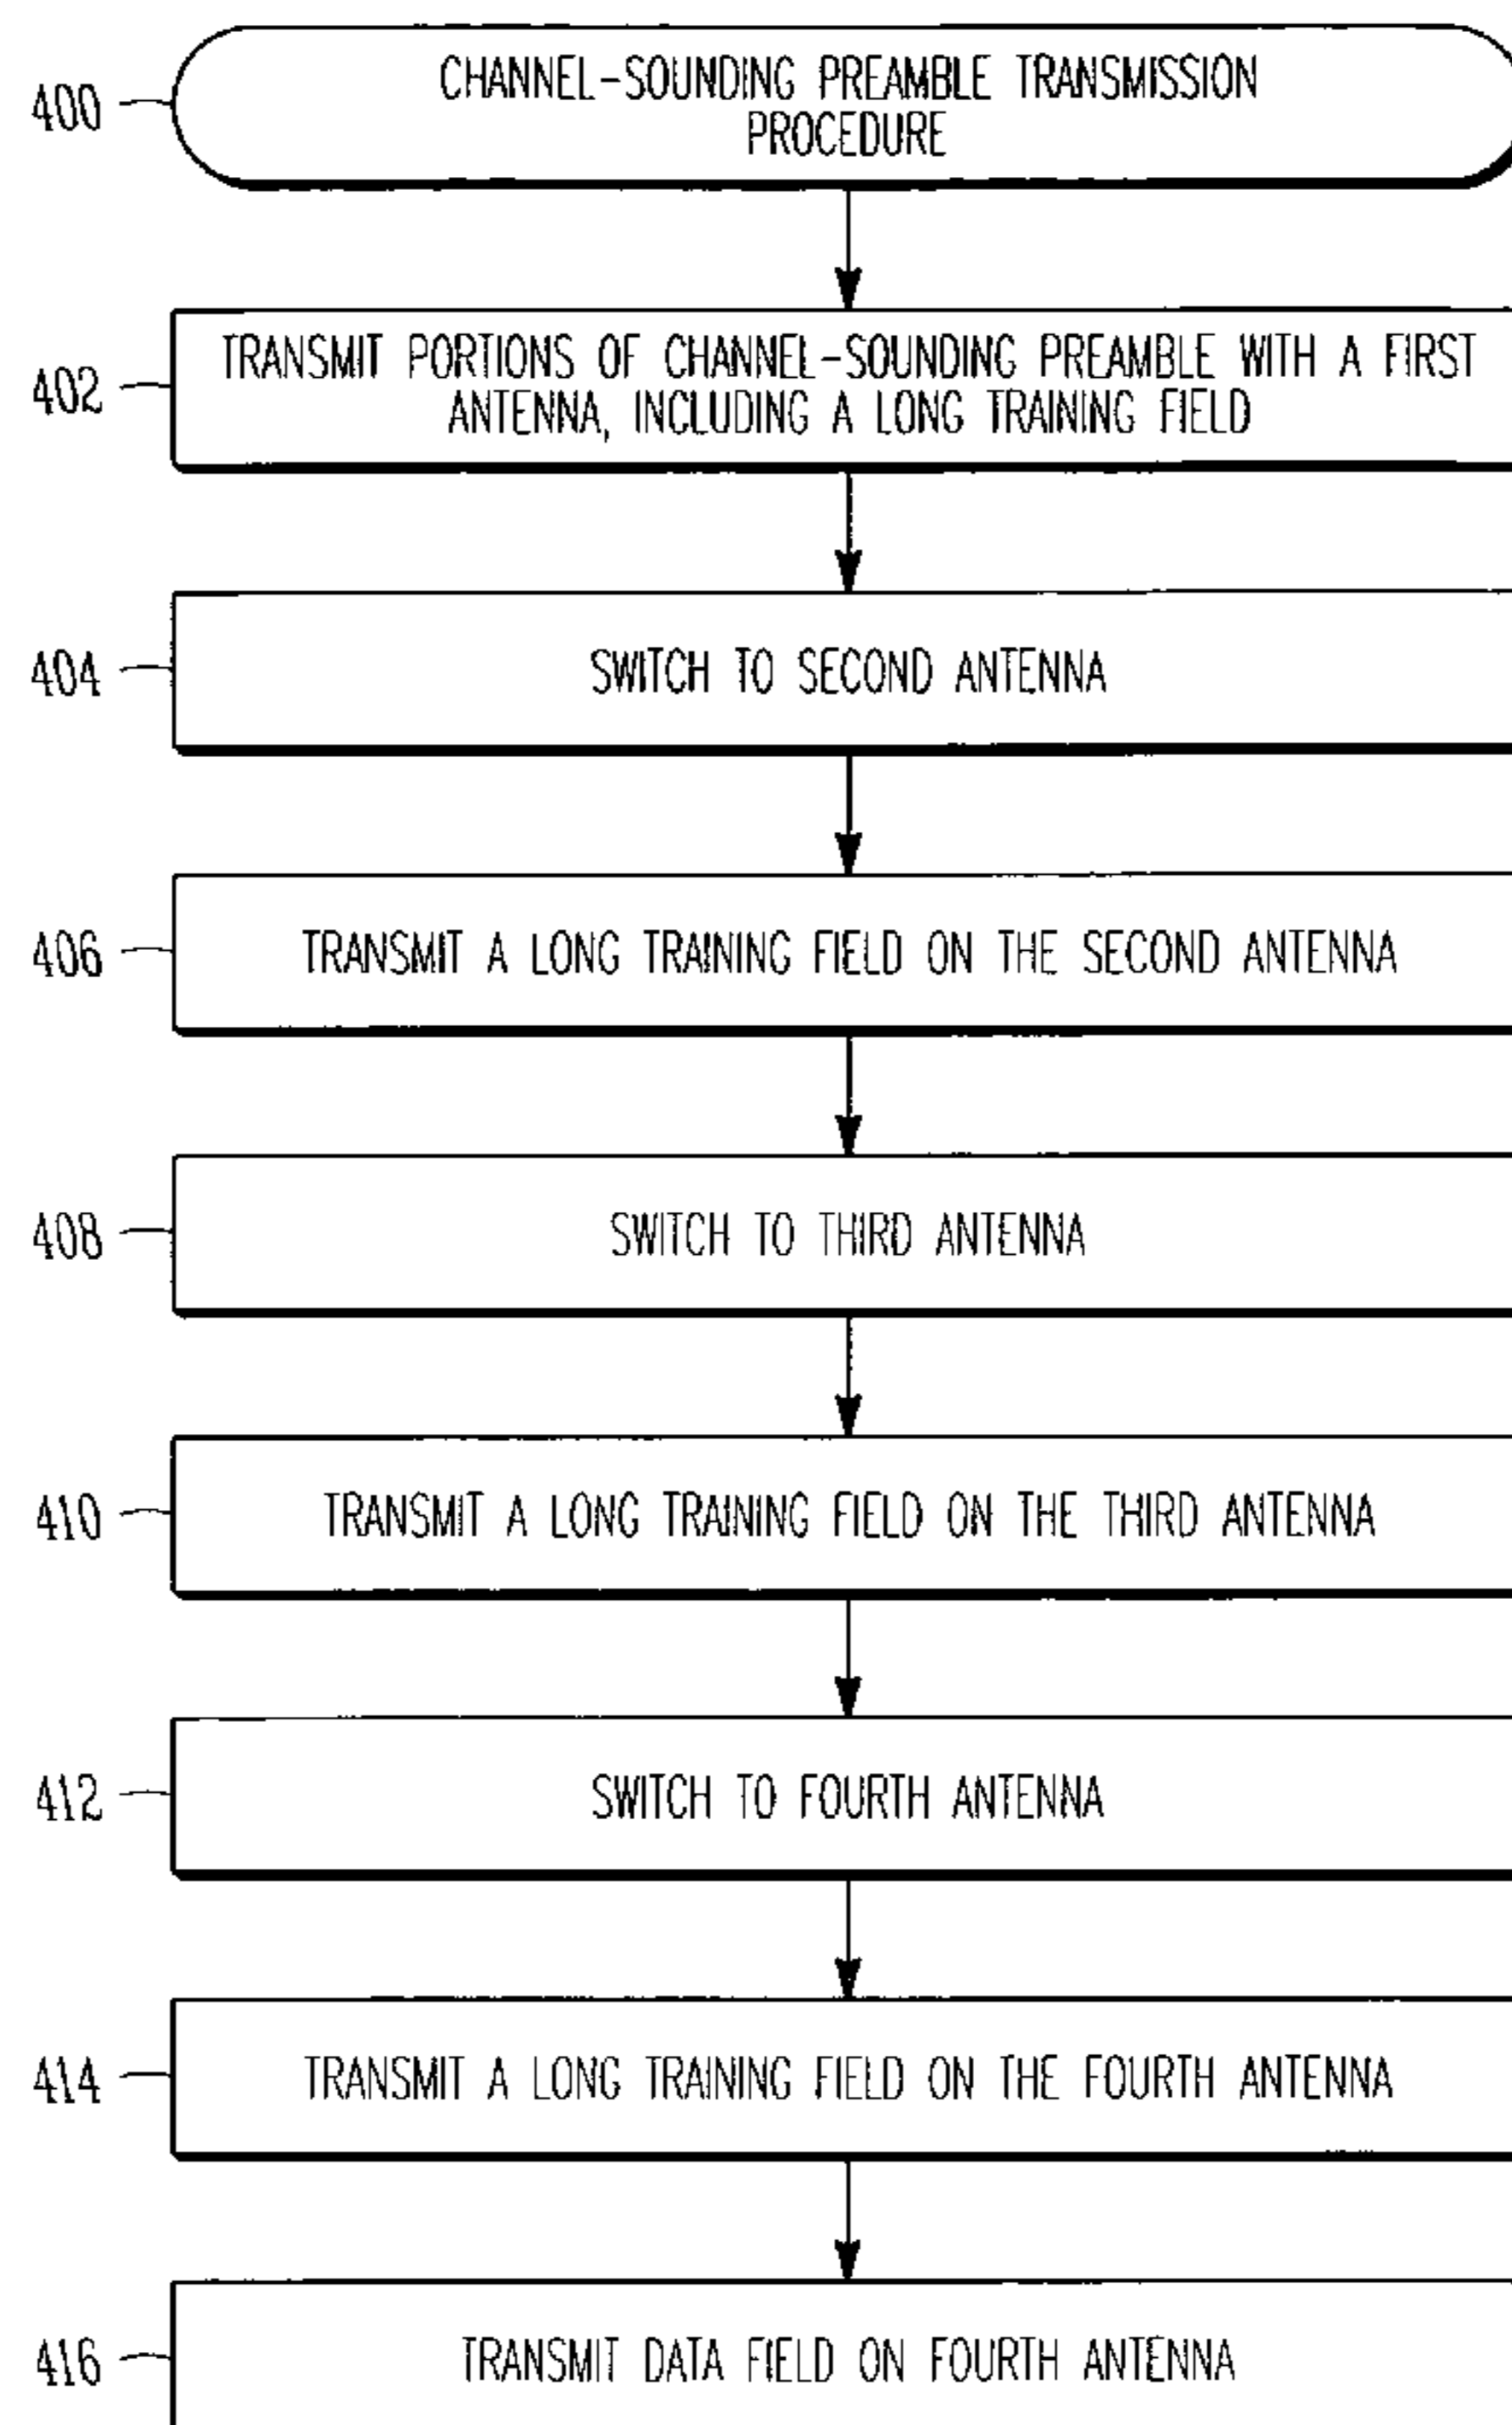 400
CHANNEL-SOUNDING PREAMBLE TRANSMISSION
PROCEDURE
402
TRANSMIT PORTIONS OF CHANNEL-SOUNDING PREAMBLE WITH A FIRST
ANTENNA, INCLUDING A LONG TRAINING FIELD
404
SWITCH TO SECOND ANTENNA
406
TRANSMIT A LONG TRAINING FIELD ON THE SECOND ANTENNA
408
SWITCH TO THIRD ANTENNA
410
TRANSMIT A LONG TRAINING FIELD ON THE THIRD ANTENNA
412
SWITCH TO FOURTH ANTENNA
414
TRANSMIT A LONG TRAINING FIELD ON THE FOURTH ANTENNA
416
TRANSMIT DATA FIELD ON FOURTH ANTENNA